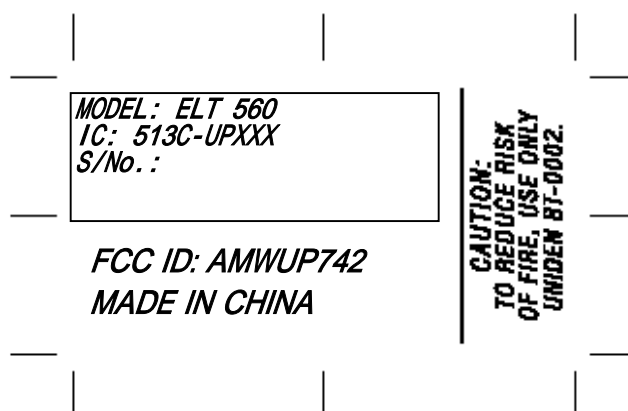 MODEL: ELT 560
IC: 513C-UPXXX
S/No.:
FCC ID: AMWUP742
MADE IN CHINA
CAUTION:
TO REDUCE RISK
OF FIRE, USE ONLY
UNIDEN BT-0002.